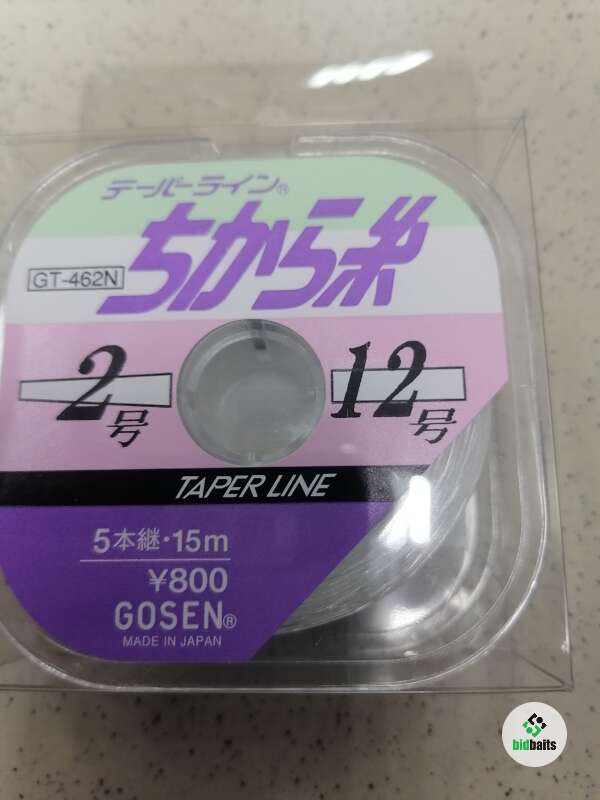 テーパーライン®
ちから糸
GT-462N
2号
12号
TAPER LINE
5本継・15m
¥800
GOSEN®
MADE IN JAPAN
bidbaits